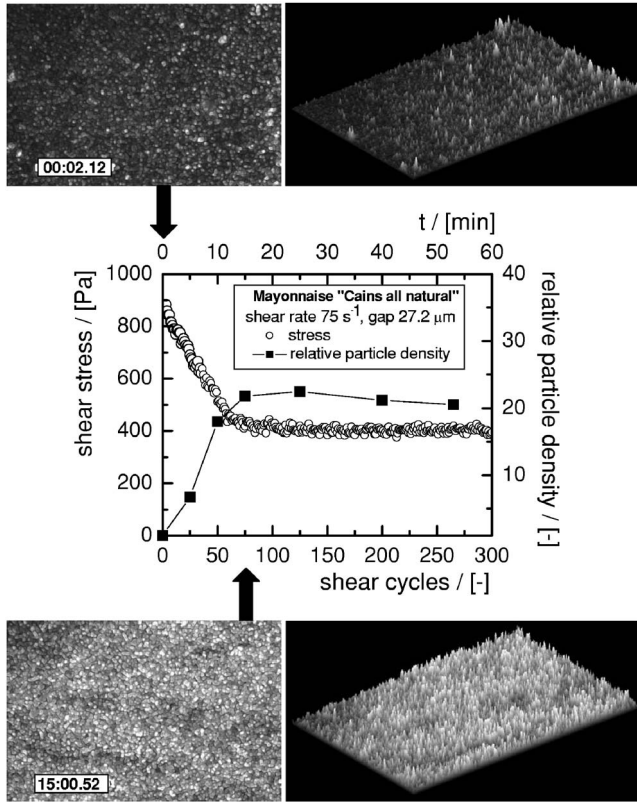 00:02.12
t / [min]
0 10 20 30 40 50 60
1000 40
800
600
400
200
0
shear stress / [Pa]
Mayonnaise "Cains all natural"
shear rate 75 s⁻¹, gap 27.2 μm
stress
relative particle density
30
20
10
0
relative particle density / [-]
0 50 100 150 200 250 300
shear cycles / [-]
15:00.52